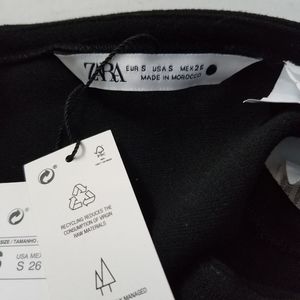 ZARA
EUR S USA S MEX 26
MADE IN MOROCCO
FSC
RECYCLING REDUCES THE
CONSUMPTION OF VIRGIN
RAW MATERIALS
SIZE / TAMANHO
USA MEX
S 26
MANAGED